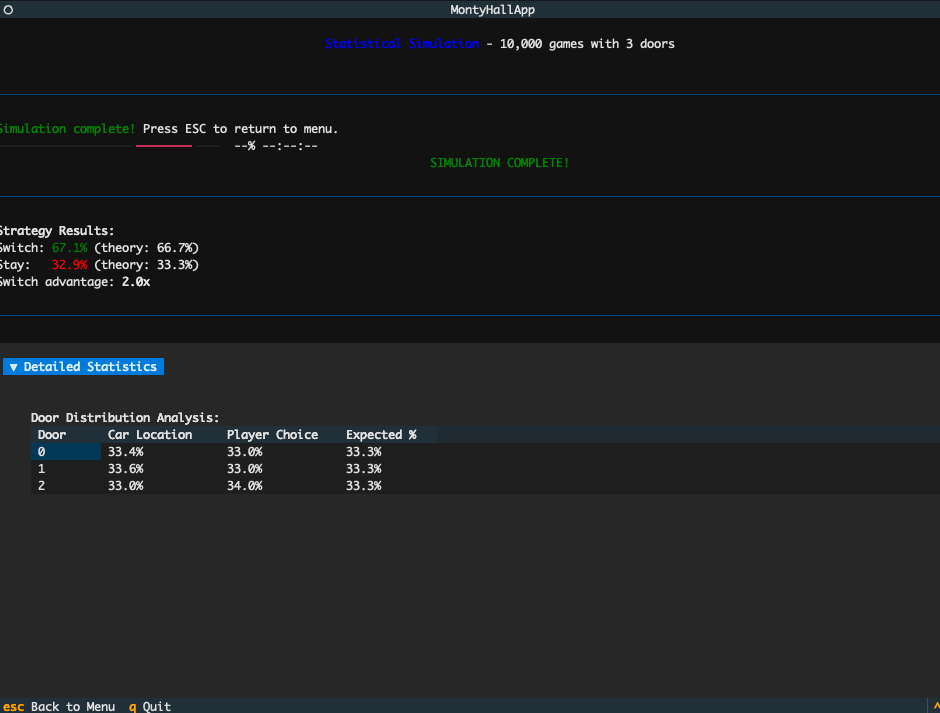 MontyHallApp
Statistical Simulation - 10,000 games with 3 doors
Simulation complete! Press ESC to return to menu.
--% --:--:--
SIMULATION COMPLETE!
Strategy Results:
Switch: 67.1% (theory: 66.7%)
Stay: 32.9% (theory: 33.3%)
Switch advantage: 2.0x
▼ Detailed Statistics
Door Distribution Analysis:
Door Car Location Player Choice Expected %
0 33.4% 33.0% 33.3%
1 33.6% 33.0% 33.3%
2 33.0% 34.0% 33.3%
esc Back to Menu q Quit ^